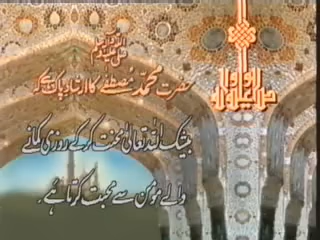 صلی اللہ علیہ وسلم
حضرت محمد مصطفےٰ کا ارشاد پاک ہے کہ
بیشک اللہ تعالیٰ محنت کر کے روزی کمانے
والے مومن سے محبت کرتا ہے۔